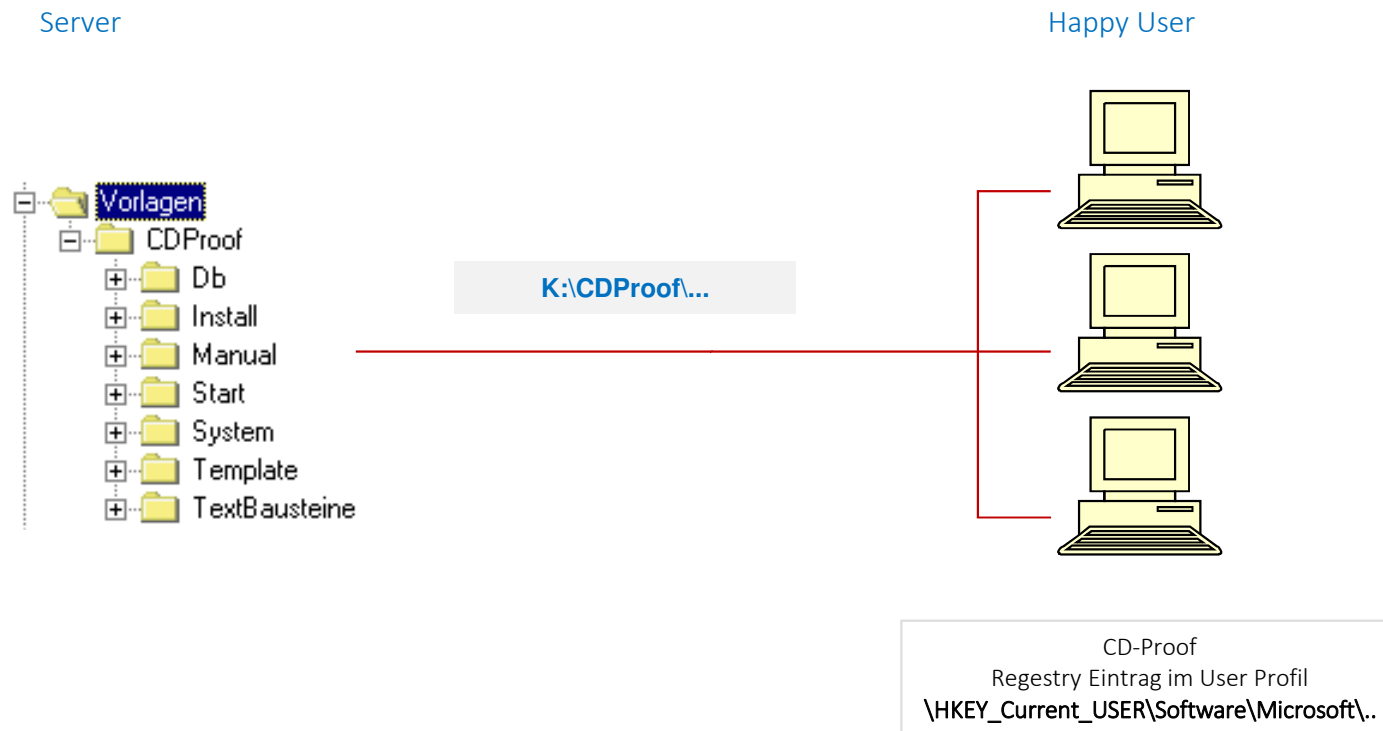 Server
Happy User
Vorlagen
CDProof
Db
Install
Manual
Start
System
Template
TextBausteine
K:\CDProof\...
CD-Proof
Regestry Eintrag im User Profil
\HKEY_Current_USER\Software\Microsoft\..